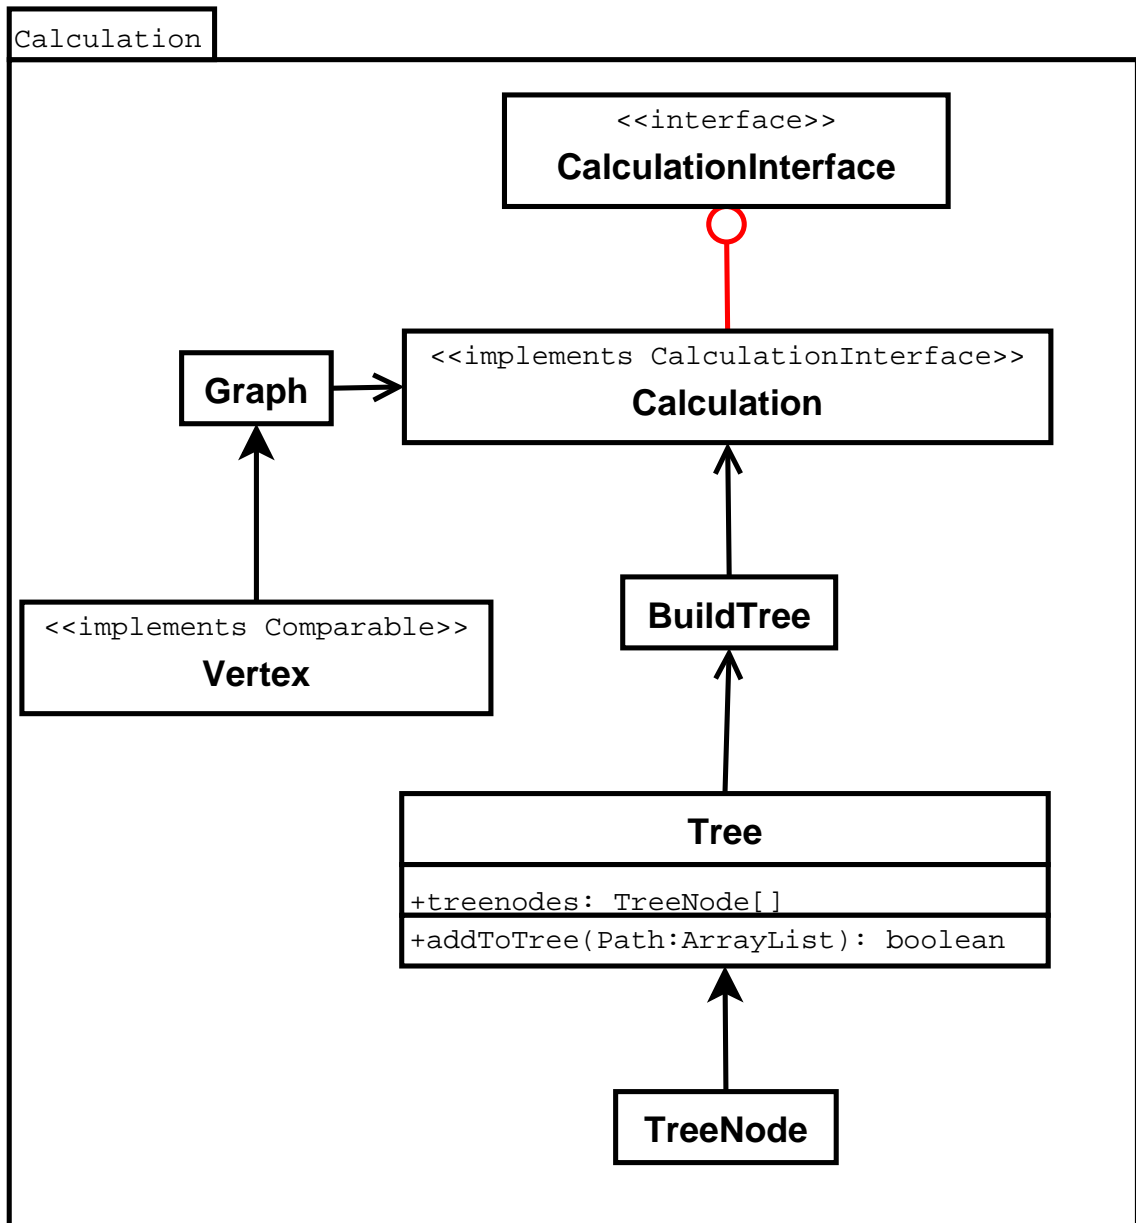 Calculation
<<interface>>
CalculationInterface
<<implements CalculationInterface>>
Calculation
Graph
<<implements Comparable>>
Vertex
BuildTree
Tree
+treenodes: TreeNode[]
+addToTree(Path:ArrayList): boolean
TreeNode